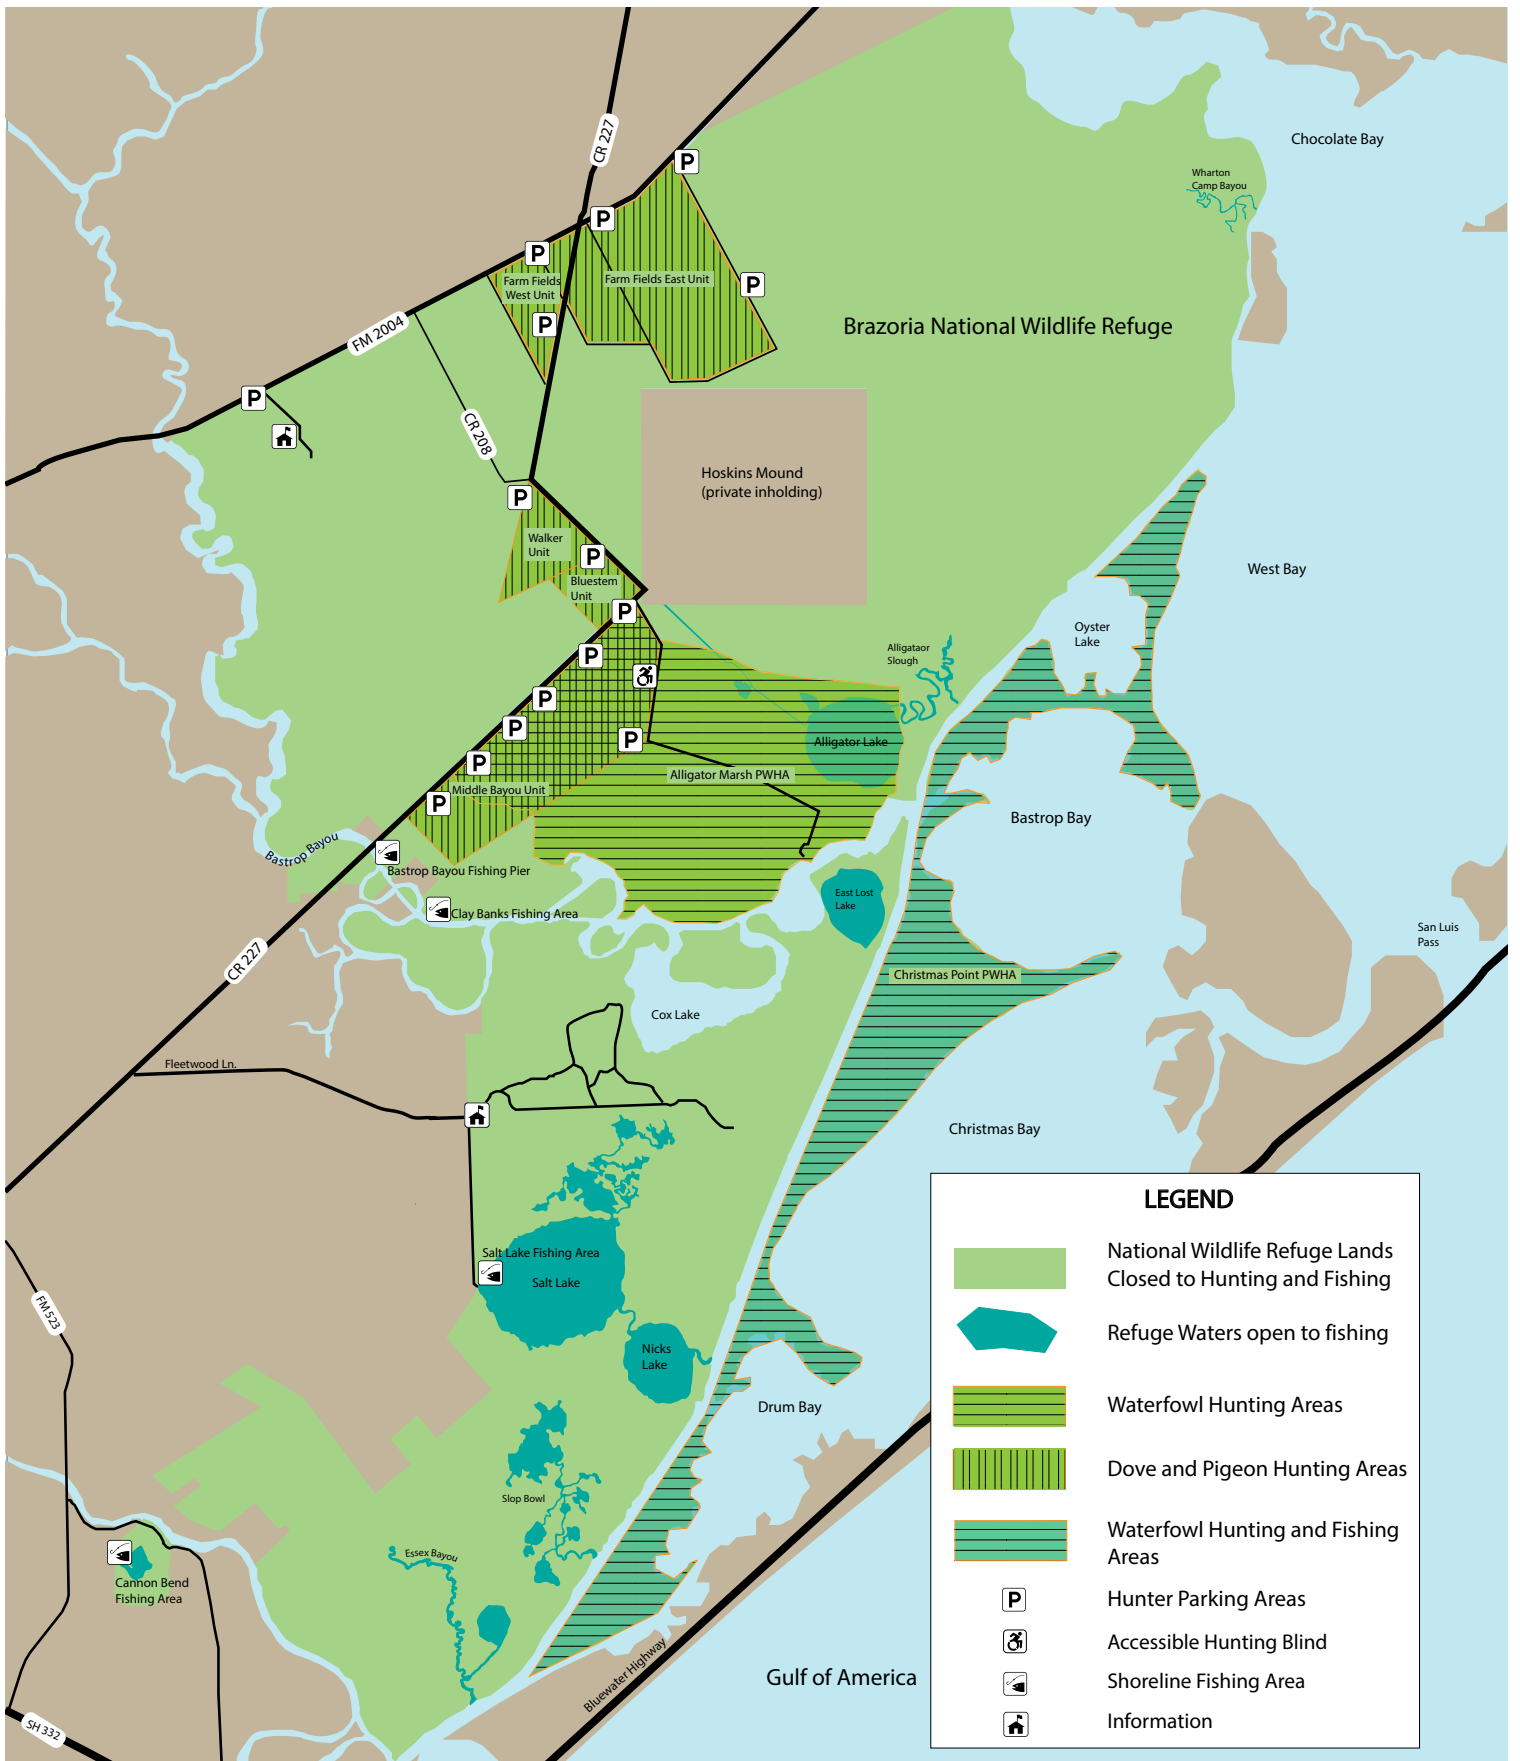 Chocolate Bay
CR 227
Wharton
Camp Bayou
P
P
P
Farm Fields
West Unit
Farm Fields East Unit
P
P
FM 2004
Brazoria National Wildlife Refuge
P
CR 208
Hoskins Mound
(private inholding)
P
Walker
Unit
P
Bluestem
Unit
West Bay
P
Oyster
Lake
Alligataor
Slough
P
P
P
P
Alligator Lake
P
Alligator Marsh PWHA
Middle Bayou Unit
P
Bastrop Bay
Bastrop Bayou
Bastrop Bayou Fishing Pier
East Lost
Lake
Clay Banks Fishing Area
San Luis
Pass
CR 227
Christmas Point PWHA
Cox Lake
Fleetwood Ln.
Christmas Bay
Salt Lake Fishing Area
Salt Lake
FM 523
Nicks
Lake
Drum Bay
Slop Bowl
Essex Bayou
Cannon Bend
Fishing Area
Bluewater Highway
Gulf of America
SH 332
LEGEND
National Wildlife Refuge Lands
Closed to Hunting and Fishing
Refuge Waters open to fishing
Waterfowl Hunting Areas
Dove and Pigeon Hunting Areas
Waterfowl Hunting and Fishing
Areas
P Hunter Parking Areas
Accessible Hunting Blind
Shoreline Fishing Area
Information